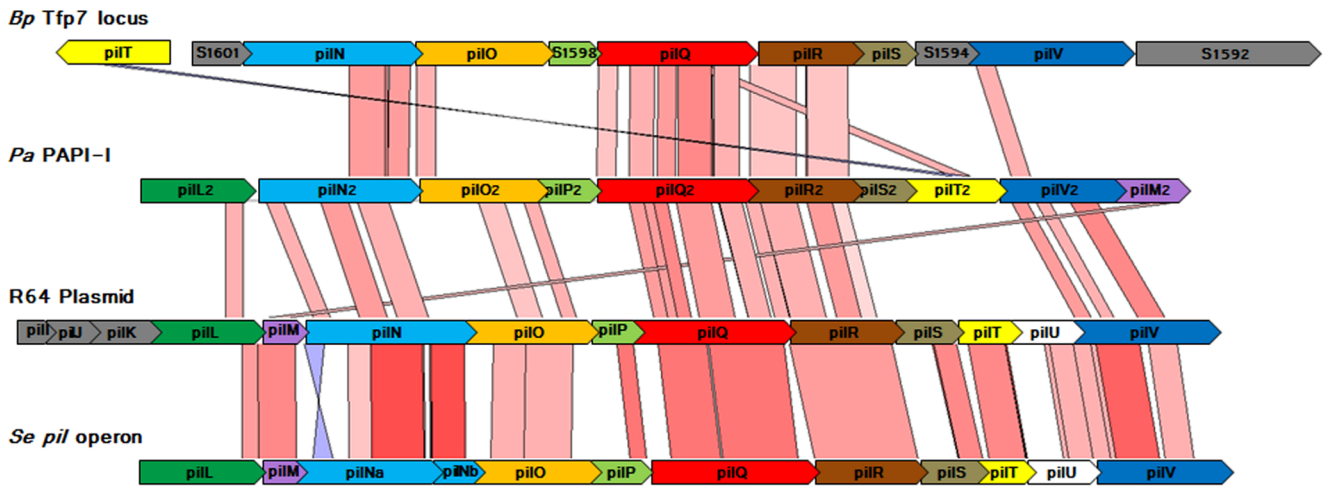 Bp Tfp7 locus
pilT S1601 pilN pilO S1598 pilQ pilR pilS S1594 pilV S1592
Pa PAPI-I
pilL2 pilN2 pilO2 pilP2 pilQ2 pilR2 pilS2 pilT2 pilV2 pilM2
R64 Plasmid
pilI pilJ pilK pilL pilM pilN pilO pilP pilQ pilR pilS pilT pilU pilV
Se pil operon
pilL pilM pilNa pilNb pilO pilP pilQ pilR pilS pilT pilU pilV